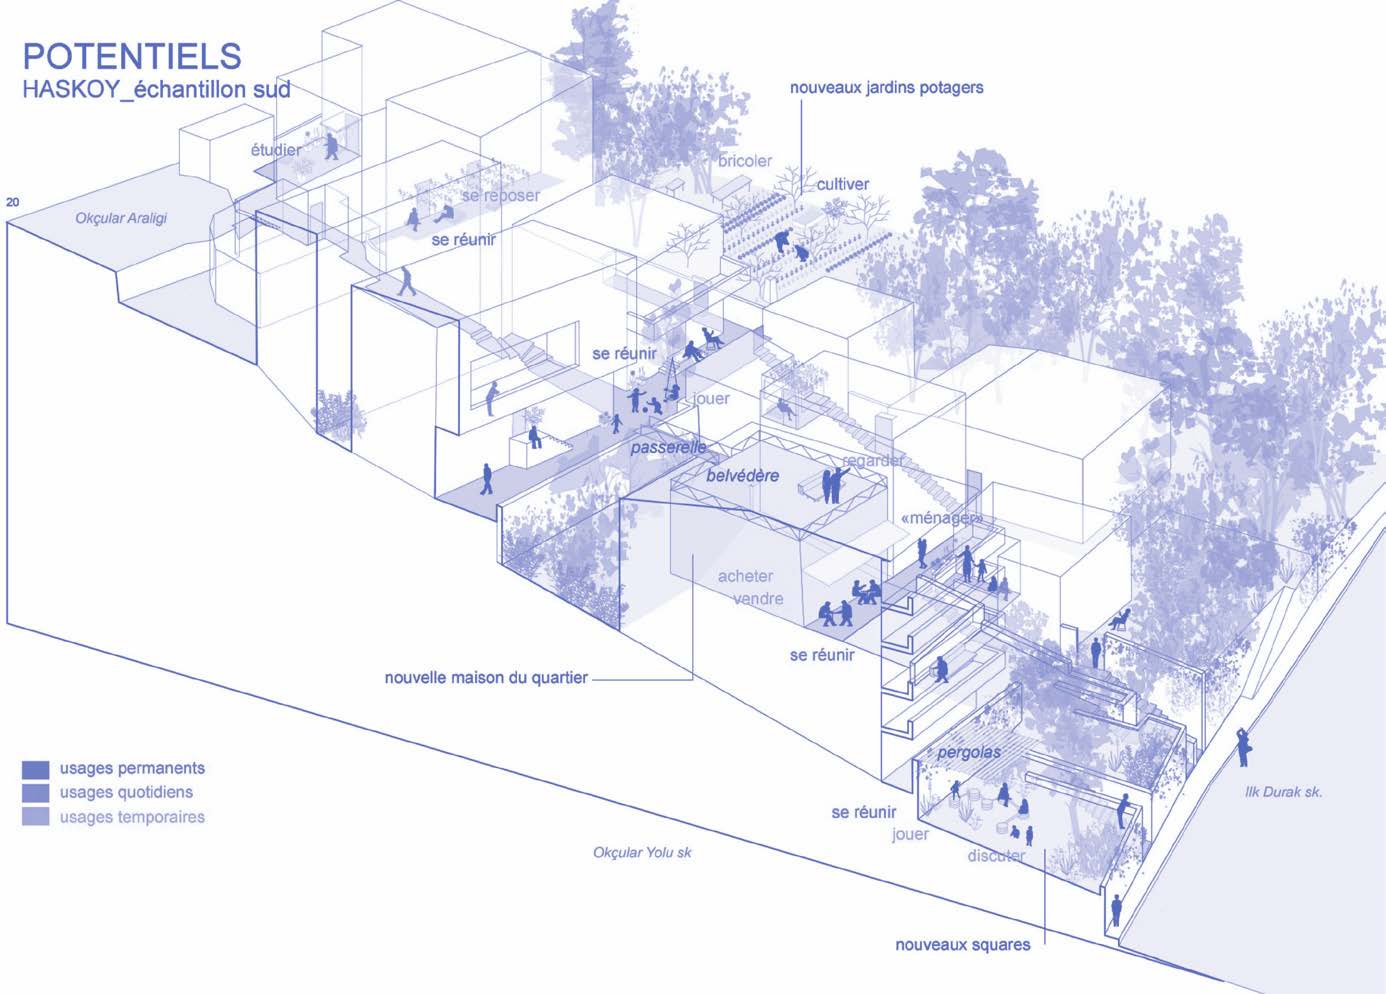 POTENTIELS
HASKOY_échantillon sud
nouveaux jardins potagers
étudier
bricoler
se reposer
cultiver
20
Okçular Araligi
se réunir
se réunir
jouer
passerelle
belvédère
regarder
«ménager»
acheter
vendre
se réunir
nouvelle maison du quartier
pergolas
usages permanents
usages quotidiens
usages temporaires
Ilk Durak sk.
se réunir
jouer
Okçular Yolu sk
discuter
nouveaux squares